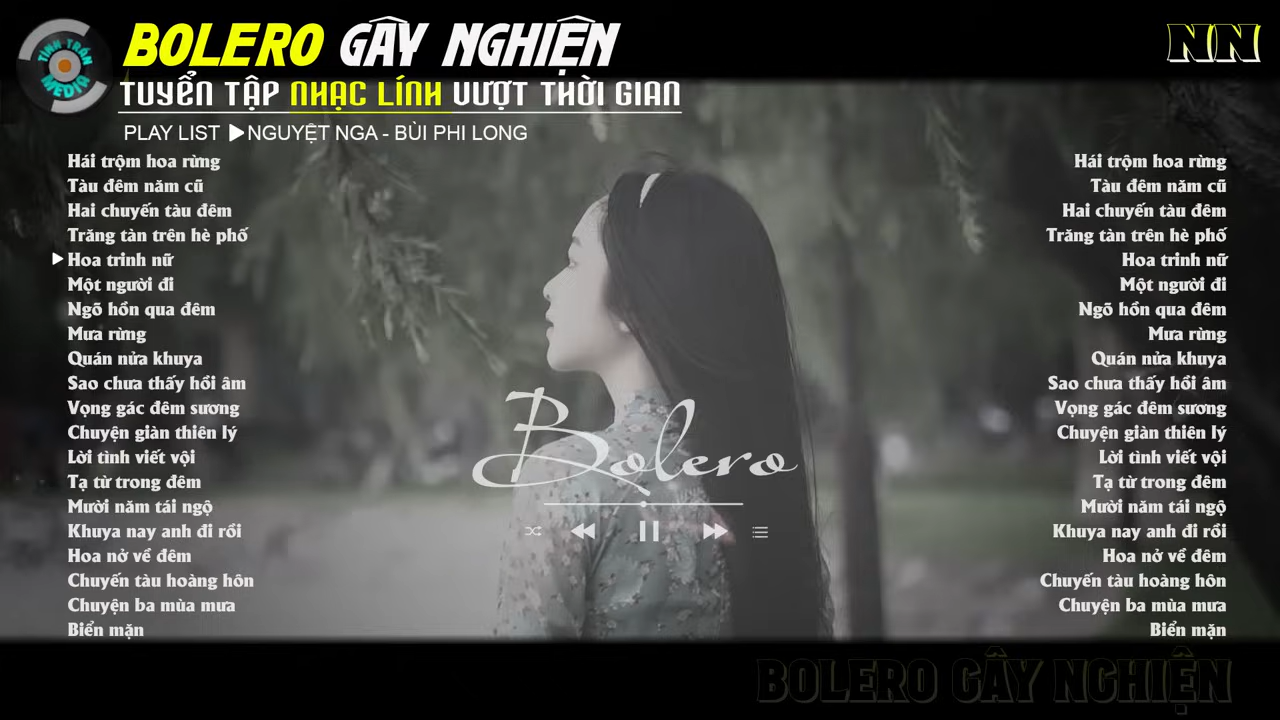 TÌNH TRẦN
MEDIA
BOLERO GÂY NGHIỆN
NN
TUYỂN TẬP NHẠC LÍNH VƯỢT THỜI GIAN
PLAY LIST NGUYỆT NGA - BÙI PHI LONG
Hái trộm hoa rừng
Tàu đêm năm cũ
Hai chuyến tàu đêm
Trăng tàn trên hè phố
Hoa trinh nữ
Một người đi
Ngõ hồn qua đêm
Mưa rừng
Quán nửa khuya
Sao chưa thấy hồi âm
Vọng gác đêm sương
Chuyện giàn thiên lý
Lời tình viết vội
Tạ từ trong đêm
Mười năm tái ngộ
Khuya nay anh đi rồi
Hoa nở về đêm
Chuyến tàu hoàng hôn
Chuyện ba mùa mưa
Biển mặn
Bolero
Hái trộm hoa rừng
Tàu đêm năm cũ
Hai chuyến tàu đêm
Trăng tàn trên hè phố
Hoa trinh nữ
Một người đi
Ngõ hồn qua đêm
Mưa rừng
Quán nửa khuya
Sao chưa thấy hồi âm
Vọng gác đêm sương
Chuyện giàn thiên lý
Lời tình viết vội
Tạ từ trong đêm
Mười năm tái ngộ
Khuya nay anh đi rồi
Hoa nở về đêm
Chuyến tàu hoàng hôn
Chuyện ba mùa mưa
Biển mặn
BOLERO GÂY NGHIỆN